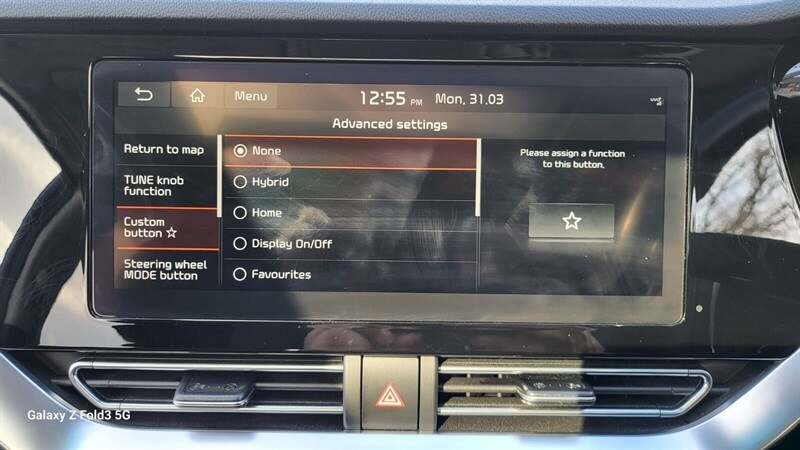 Menu
12:55 PM
Mon, 31.03
Advanced settings
Return to map
TUNE knob
function
Custom
button ☆
Steering wheel
MODE button
None
Hybrid
Home
Display On/Off
Favourites
Please assign a function
to this button.
Galaxy Z Fold3 5G